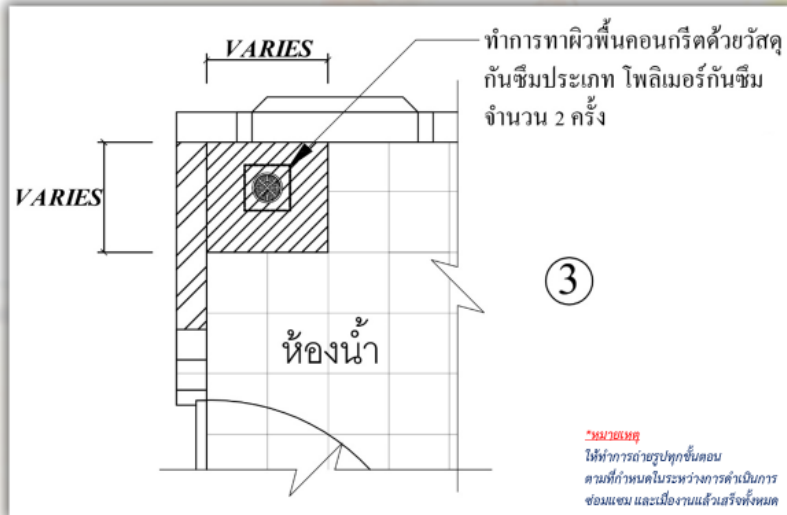 VARIES
ทำการทาผิวพื้นคอนกรีตด้วยวัสดุ
กันซึมประเภท โพลิเมอร์กันซึม
จำนวน 2 ครั้ง
VARIES
3
ห้องน้ำ
*หมายเหตุ
ให้ทำการถ่ายรูปทุกขั้นตอน
ตามที่กำหนดในระหว่างการดำเนินการ
ซ่อมแซม และเมื่องานแล้วเสร็จทั้งหมด